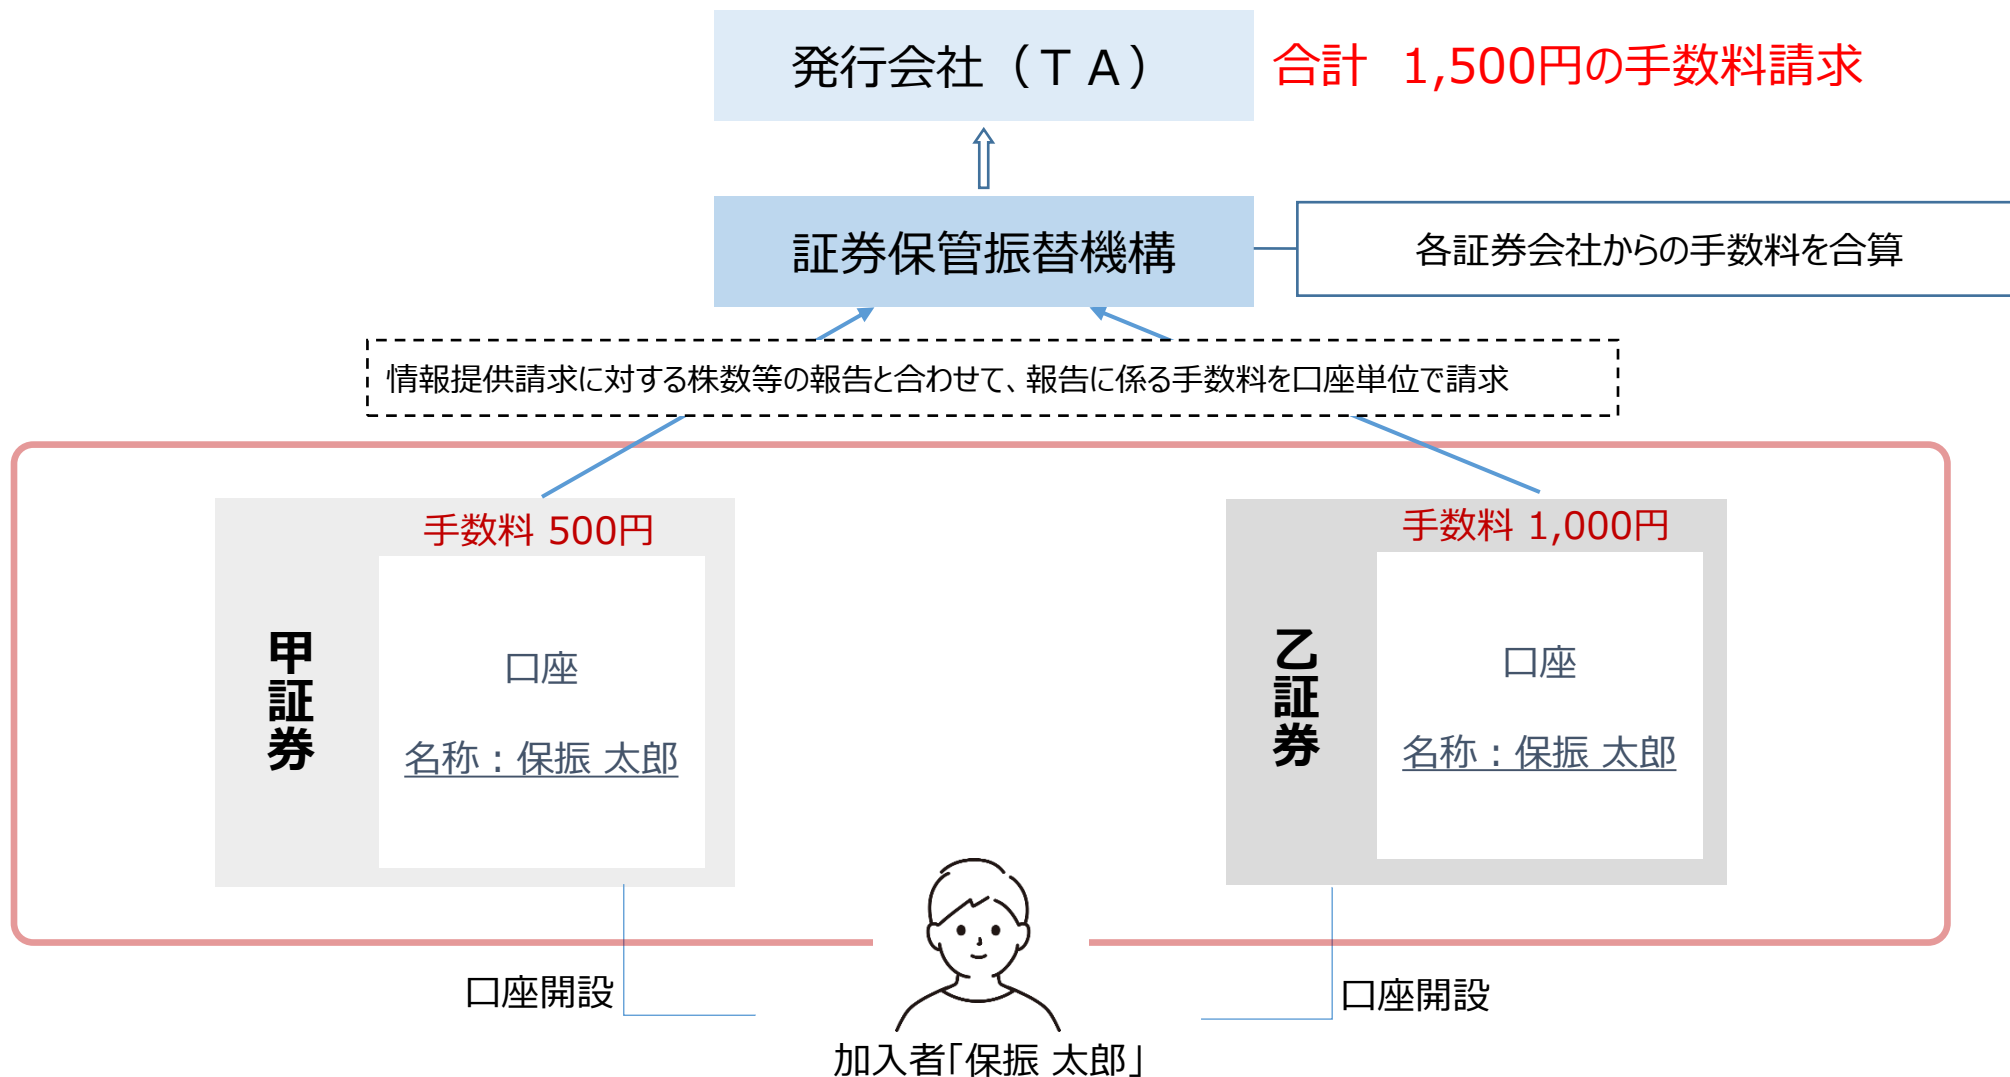 発行会社（ＴＡ）
合計　1,500円の手数料請求
証券保管振替機構
各証券会社からの手数料を合算
情報提供請求に対する株数等の報告と合わせて、報告に係る手数料を口座単位で請求
手数料 500円
甲証券
口座
名称：保振 太郎
手数料 1,000円
乙証券
口座
名称：保振 太郎
口座開設
口座開設
加入者「保振 太郎」